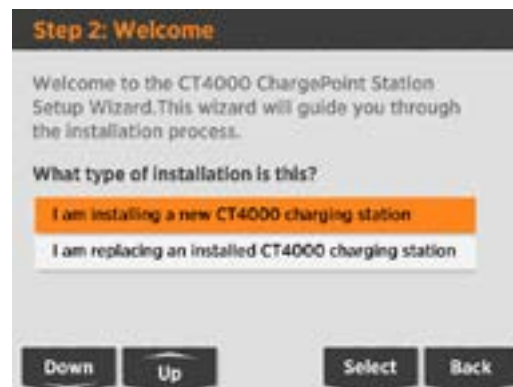 Step 2: Welcome
Welcome to the CT4000 ChargePoint Station
Setup Wizard.This wizard will guide you through
the installation process.
What type of installation is this?
I am installing a new CT4000 charging station
I am replacing an installed CT4000 charging station
Down Up Select Back